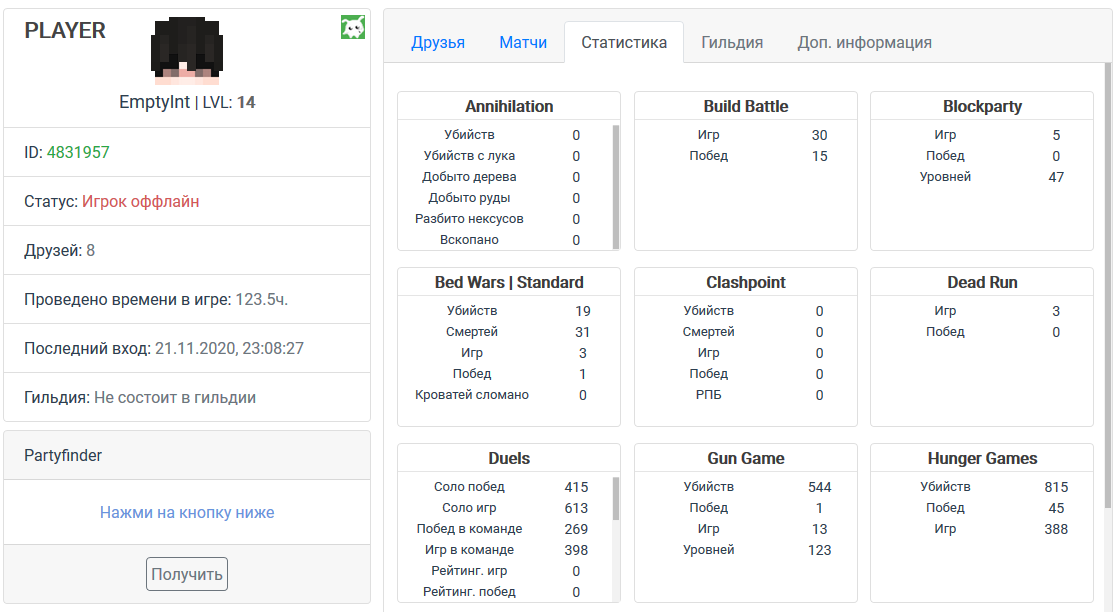 PLAYER
EmptyInt | LVL: 14
ID: 4831957
Статус: Игрок оффлайн
Друзей: 8
Проведено времени в игре: 123.5ч.
Последний вход: 21.11.2020, 23:08:27
Гильдия: Не состоит в гильдии
Partyfinder
Нажми на кнопку ниже
Получить
Друзья Матчи Статистика Гильдия Доп. информация
Annihilation
Убийств 0
Убийств с лука 0
Добыто дерева 0
Добыто руды 0
Разбито нексусов 0
Вскопано 0
Build Battle
Игр 30
Побед 15
Blockparty
Игр 5
Побед 0
Уровней 47
Bed Wars | Standard
Убийств 19
Смертей 31
Игр 3
Побед 1
Кроватей сломано 0
Clashpoint
Убийств 0
Смертей 0
Игр 0
Побед 0
РПБ 0
Dead Run
Игр 3
Побед 0
Duels
Соло побед 415
Соло игр 613
Побед в команде 269
Игр в команде 398
Рейтинг. игр 0
Рейтинг. побед 0
Gun Game
Убийств 544
Побед 1
Игр 13
Уровней 123
Hunger Games
Убийств 815
Побед 45
Игр 388